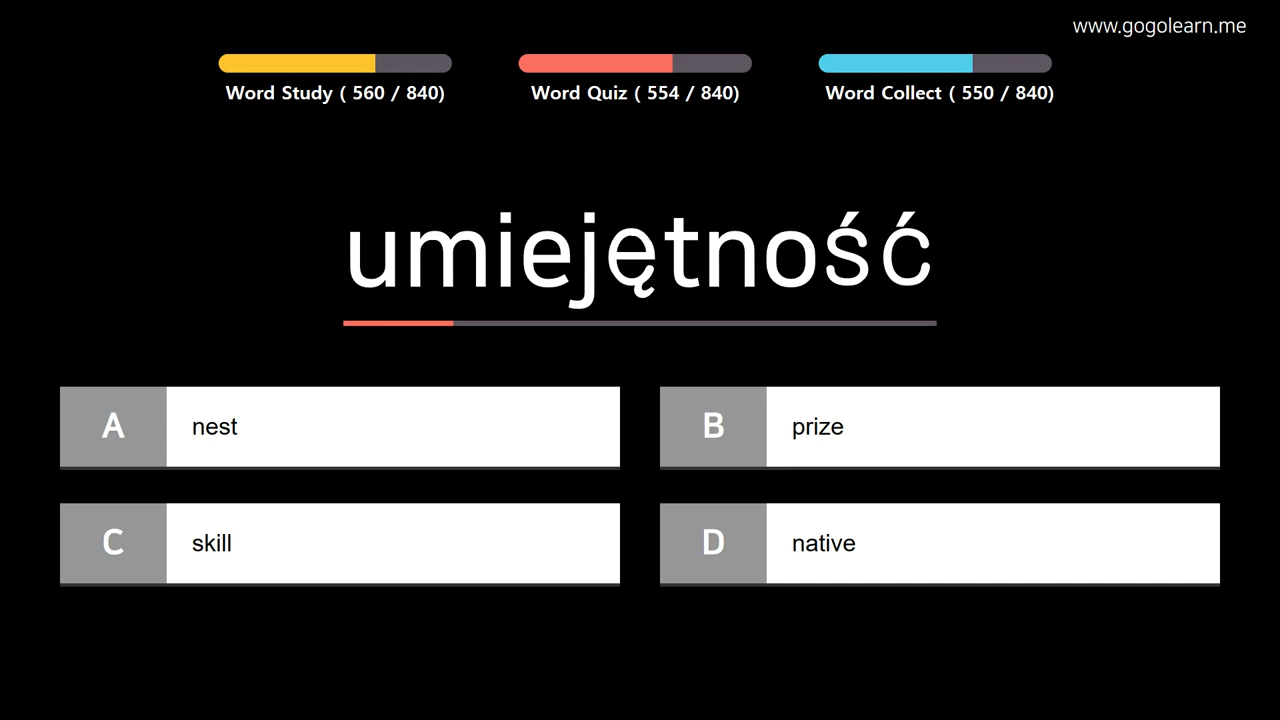 www.gogolearn.me
Word Study ( 560 / 840)
Word Quiz ( 554 / 840)
Word Collect ( 550 / 840)
umiejętność
A nest
B prize
C skill
D native